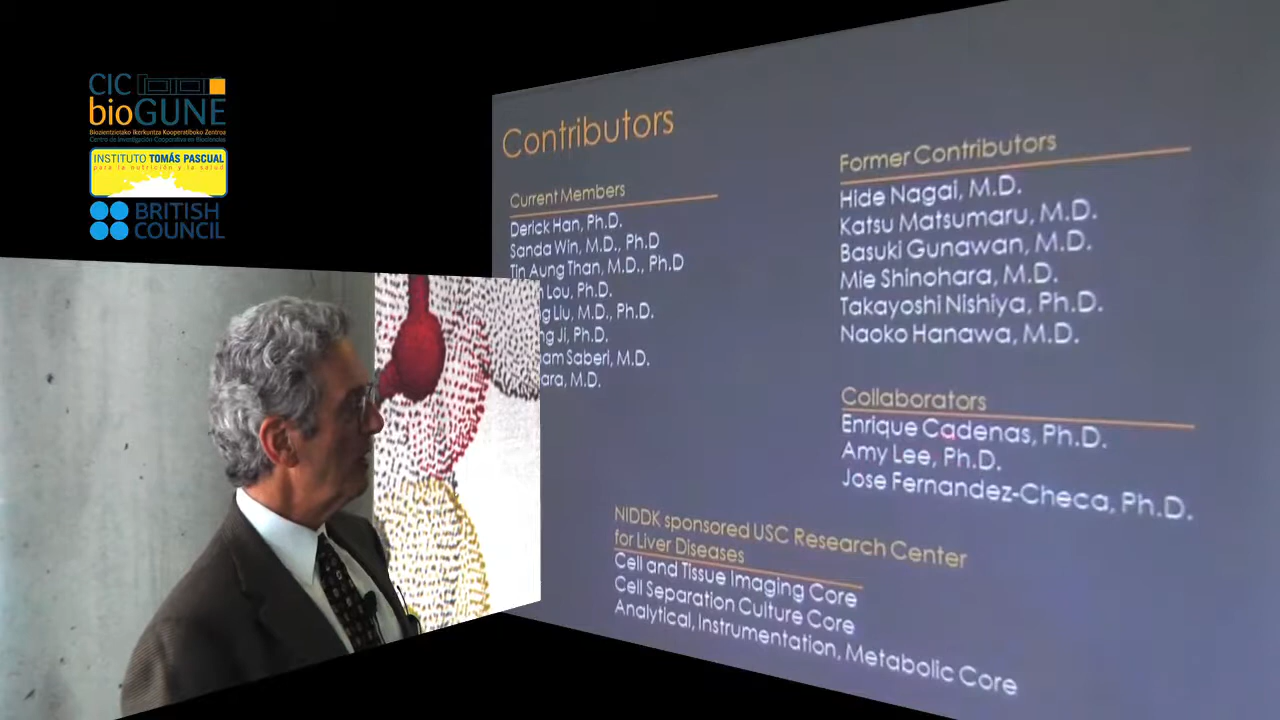 CIC
bioGUNE
Biozientzietako Ikerkuntza Kooperatiboko Zentroa
Centro de Investigación Cooperativa en Biociencias
INSTITUTO TOMÁS PASCUAL
para la nutrición y la salud
BRITISH
COUNCIL
Contributors
Current Members
Derick Han, Ph.D.
Sanda Win, M.D., Ph.D
Tin Aung Than, M.D., Ph.D
Lou, Ph.D.
Liu, M.D., Ph.D.
Ji, Ph.D.
Saberi, M.D.
M.D.
Former Contributors
Hide Nagai, M.D.
Katsu Matsumaru, M.D.
Basuki Gunawan, M.D.
Mie Shinohara, M.D.
Takayoshi Nishiya, Ph.D.
Naoko Hanawa, M.D.
Collaborators
Enrique Cadenas, Ph.D.
Amy Lee, Ph.D.
Jose Fernandez-Checa, Ph.D.
NIDDK sponsored USC Research Center
for Liver Diseases
Cell and Tissue Imaging Core
Cell Separation Culture Core
Analytical, Instrumentation, Metabolic Core